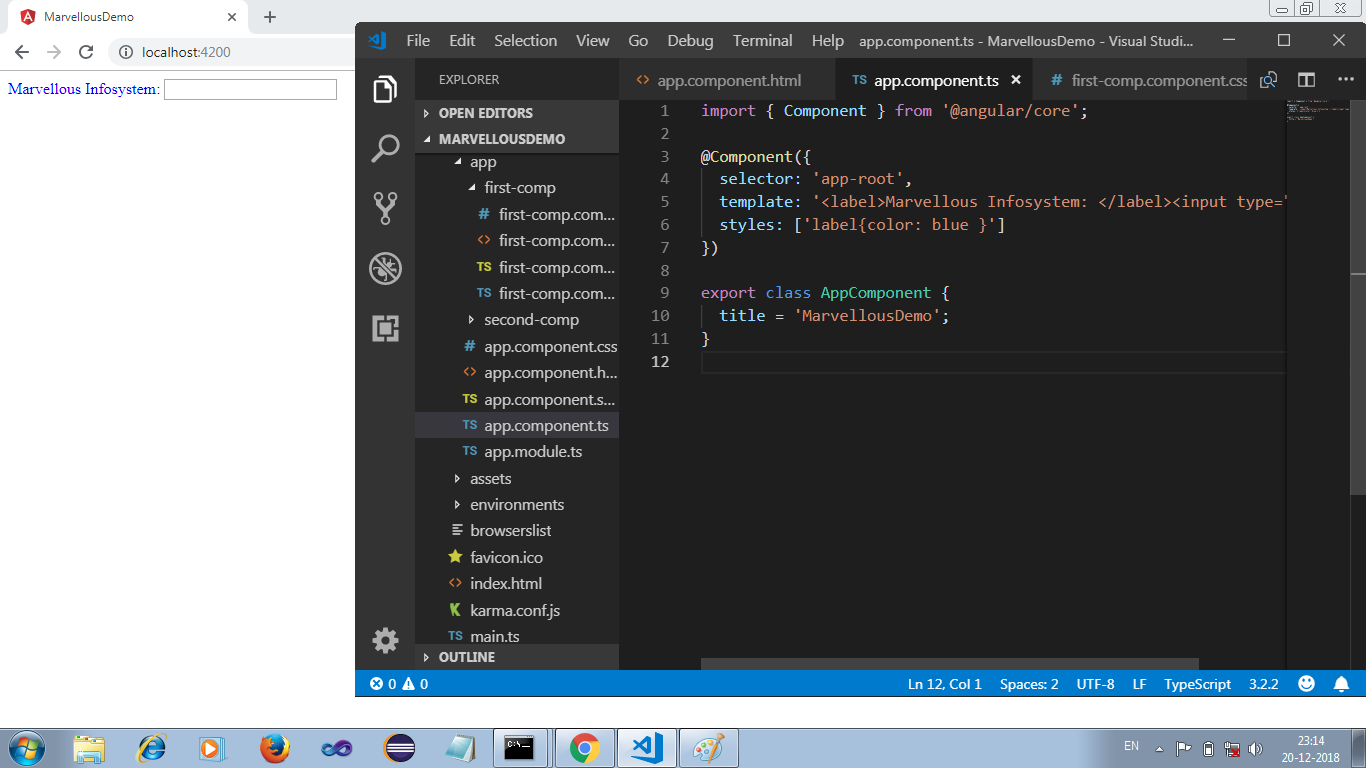 MarvellousDemo
localhost:4200
Marvellous Infosystem:
File Edit Selection View Go Debug Terminal Help app.component.ts - MarvellousDemo - Visual Studi...
EXPLORER
OPEN EDITORS
MARVELLOUSDEMO
app
first-comp
# first-comp.com...
<> first-comp.com...
TS first-comp.com...
TS first-comp.com...
second-comp
# app.component.css
<> app.component.h...
TS app.component.s...
TS app.component.ts
TS app.module.ts
assets
environments
browserslist
favicon.ico
<> index.html
karma.conf.js
TS main.ts
OUTLINE
<> app.component.html TS app.component.ts # first-comp.component.css
1 import { Component } from '@angular/core';
2
3 @Component({
4 selector: 'app-root',
5 template: '<label>Marvellous Infosystem: </label><input type="
6 styles: ['label{color: blue }']
7 })
8
9 export class AppComponent {
10 title = 'MarvellousDemo';
11 }
12
0 0 Ln 12, Col 1 Spaces: 2 UTF-8 LF TypeScript 3.2.2
C:\.
EN
23:14
20-12-2018